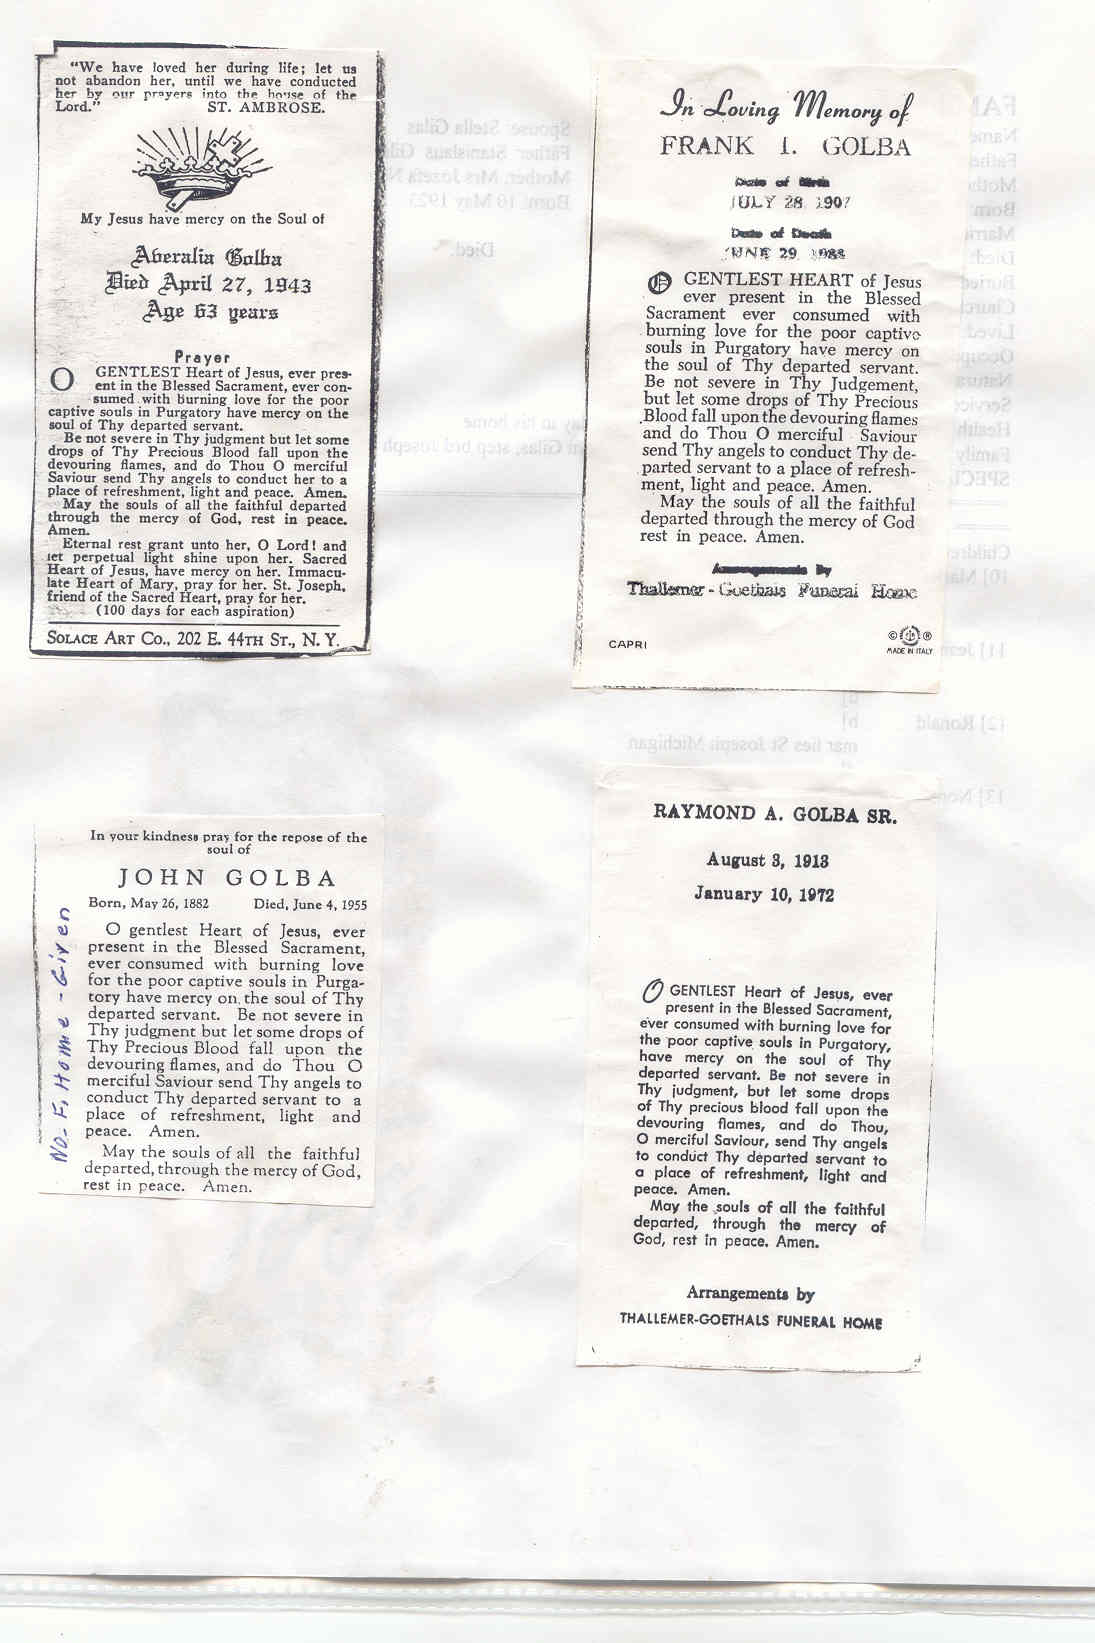 "We have loved her during life; let us
not abandon her, until we have conducted
her by our prayers into the house of the
Lord." ST. AMBROSE.
My Jesus have mercy on the Soul of
Averalia Golba
Died April 27, 1943
Age 63 years
Prayer
O GENTLEST Heart of Jesus, ever pres-
ent in the Blessed Sacrament, ever con-
sumed with burning love for the poor
captive souls in Purgatory have mercy on the
soul of Thy departed servant.
Be not severe in Thy judgment but let some
drops of Thy Precious Blood fall upon the
devouring flames, and do Thou O merciful
Saviour send Thy angels to conduct her to a
place of refreshment, light and peace. Amen.
May the souls of all the faithful departed
through the mercy of God, rest in peace.
Amen.
Eternal rest grant unto her, O Lord! and
let perpetual light shine upon her. Sacred
Heart of Jesus, have mercy on her. Immacu-
late Heart of Mary, pray for her. St. Joseph,
friend of the Sacred Heart, pray for her.
(100 days for each aspiration)
SOLACE ART CO., 202 E. 44TH ST., N. Y.
In Loving Memory of
FRANK I. GOLBA
Date of Birth
JULY 28 1907
Date of Death
JUNE 29 1988
O GENTLEST HEART of Jesus
ever present in the Blessed
Sacrament ever consumed with
burning love for the poor captive
souls in Purgatory have mercy on
the soul of Thy departed servant.
Be not severe in Thy Judgement,
but let some drops of Thy Precious
Blood fall upon the devouring flames
and do Thou O merciful Saviour
send Thy angels to conduct Thy de-
parted servant to a place of refresh-
ment, light and peace. Amen.
May the souls of all the faithful
departed through the mercy of God
rest in peace. Amen.
Arrangements By
Thallemer-Goethals Funeral Home
CAPRI
© ®
MADE IN ITALY
In your kindness pray for the repose of the
soul of
JOHN GOLBA
Born, May 26, 1882 Died, June 4, 1955
O gentlest Heart of Jesus, ever
present in the Blessed Sacrament,
ever consumed with burning love
for the poor captive souls in Purga-
tory have mercy on the soul of Thy
departed servant. Be not severe in
Thy judgment but let some drops of
Thy Precious Blood fall upon the
devouring flames, and do Thou O
merciful Saviour send Thy angels to
conduct Thy departed servant to a
place of refreshment, light and
peace. Amen.
May the souls of all the faithful
departed, through the mercy of God,
rest in peace. Amen.
No. F. Home - Given
RAYMOND A. GOLBA SR.
August 3, 1913
January 10, 1972
O GENTLEST Heart of Jesus, ever
present in the Blessed Sacrament,
ever consumed with burning love for
the poor captive souls in Purgatory,
have mercy on the soul of Thy
departed servant. Be not severe in
Thy judgment, but let some drops
of Thy precious blood fall upon the
devouring flames, and do Thou,
O merciful Saviour, send Thy angels
to conduct Thy departed servant to
a place of refreshment, light and
peace. Amen.
May the souls of all the faithful
departed, through the mercy of
God, rest in peace. Amen.
Arrangements by
THALLEMER-GOETHALS FUNERAL HOME